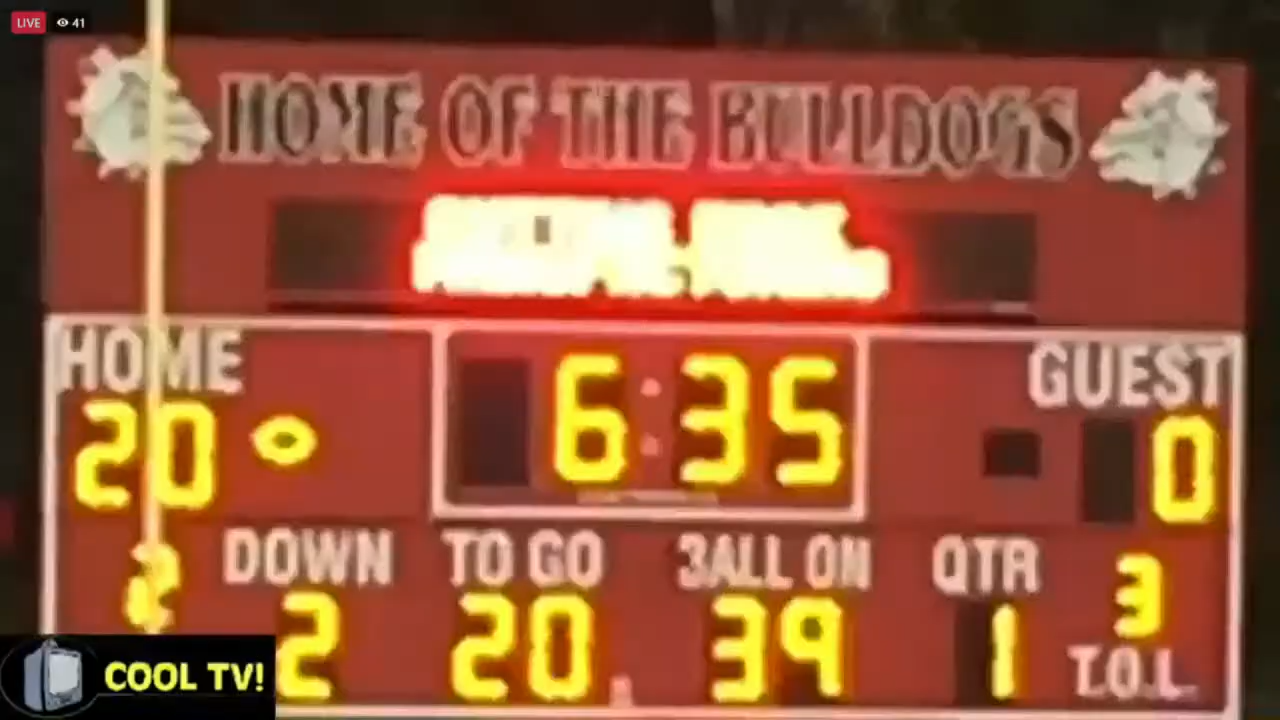 LIVE 41
HOME OF THE BULLDOGS
HOME GUEST
20 6:35 0
DOWN TO GO BALL ON QTR 3
2 20 39 1 T.O.L.
COOL TV!